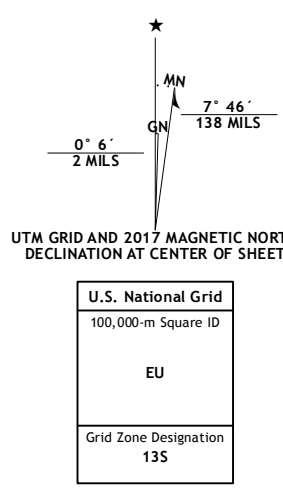 MN
7° 46´
138 MILS
GN
0° 6´
2 MILS
UTM GRID AND 2017 MAGNETIC NORT
DECLINATION AT CENTER OF SHEET
U.S. National Grid
100,000-m Square ID
EU
Grid Zone Designation
13S